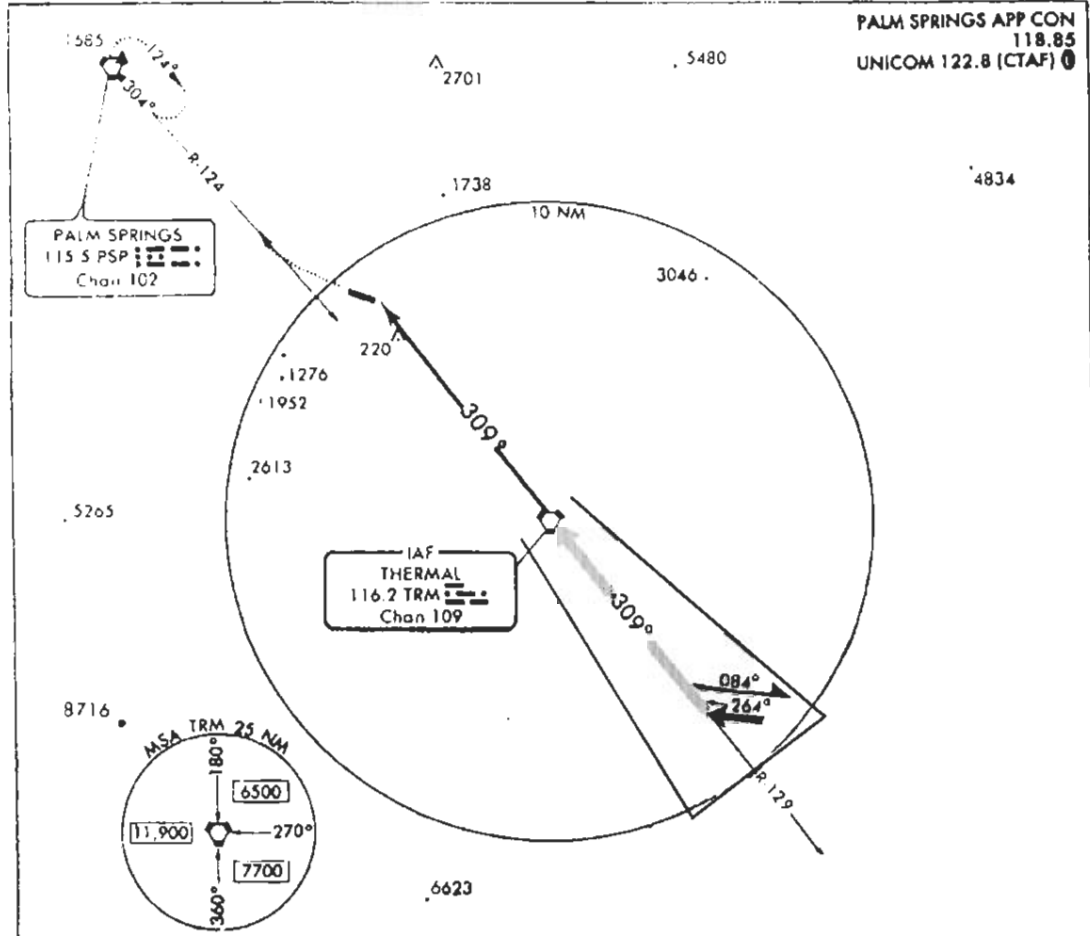 PALM SPRINGS APP CON
118.85
UNICOM 122.8 (CTAF)
1585
124°
304°
2701
5480
R-124
1738
4834
10 NM
PALM SPRINGS
115.5 PSP
Chan 102
3046
220
1276
1952
309°
2613
5265
IAF
THERMAL
116.2 TRM
Chan 109
309°
084°
264°
8716
MSA TRM 25 NM
180°
6500
R-129
11,900
270°
7700
360°
6623